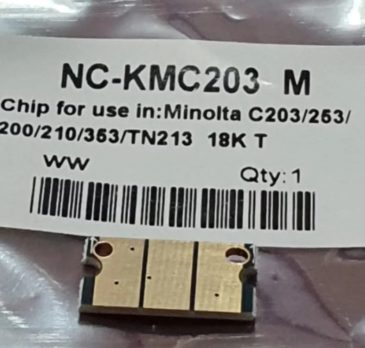 NC-KMC203 M
Chip for use in:Minolta C203/253/
200/210/353/TN213 18K T
WW
Qty:1